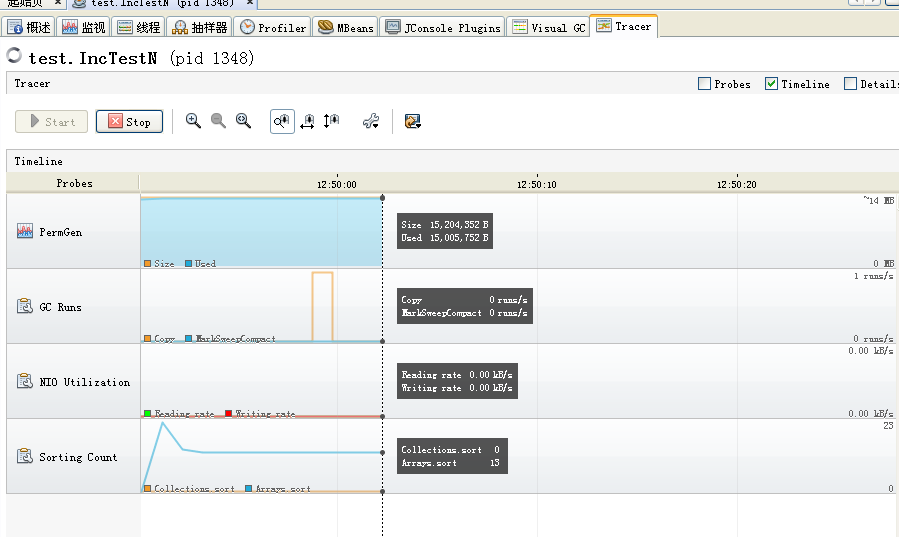 起始页 test.IncTestN (pid 1348)
概述 监视 线程 抽样器 Profiler MBeans JConsole Plugins Visual GC Tracer
test.IncTestN (pid 1348)
Tracer Probes Timeline Details
Start Stop
Timeline
Probes 12:50:00 12:50:10 12:50:20
~14 MB
PermGen
Size 15,204,352 B
Used 15,005,752 B
Size Used
0 MB
1 runs/s
GC Runs
Copy 0 runs/s
MarkSweepCompact 0 runs/s
Copy MarkSweepCompact
0 runs/s
0.00 kB/s
NIO Utilization
Reading rate 0.00 kB/s
Writing rate 0.00 kB/s
Reading rate Writing rate
0.00 kB/s
23
Sorting Count
Collections.sort 0
Arrays.sort 13
Collections.sort Arrays.sort
0